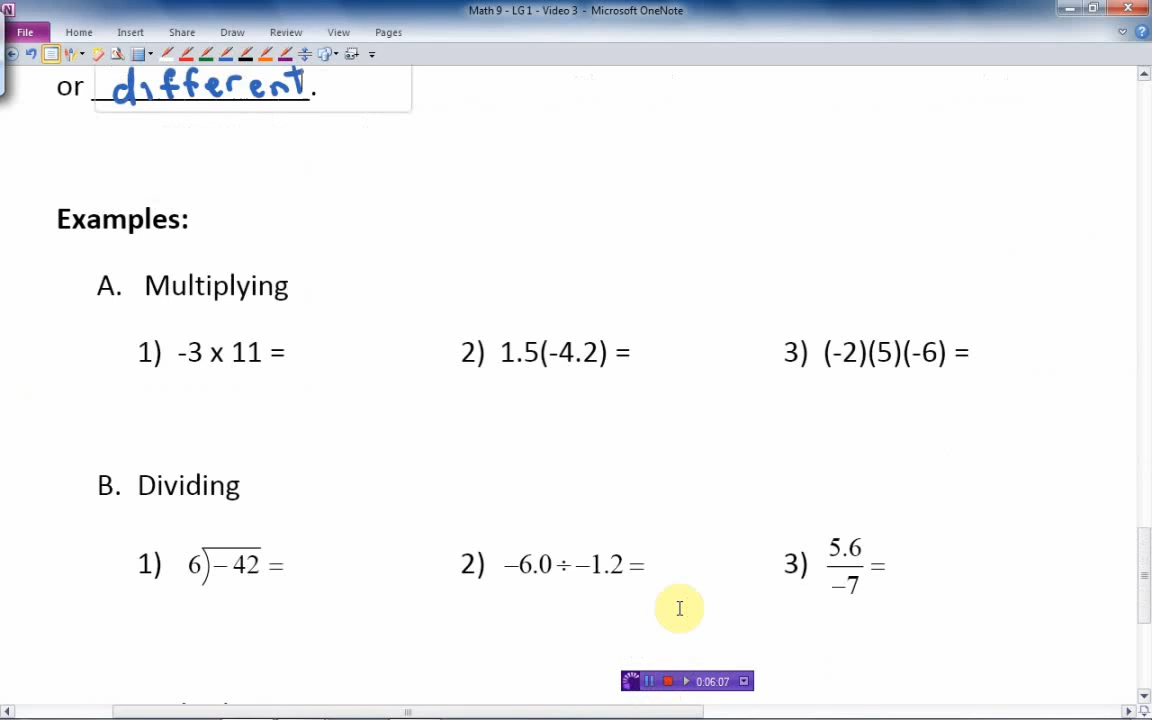 Math 9 - LG 1 - Video 3 - Microsoft OneNote
File Home Insert Share Draw Review View Pages
or different.
Examples:
A. Multiplying
1) -3 x 11 = 2) 1.5(-4.2) = 3) (-2)(5)(-6) =
B. Dividing
1) 6)‾-42 = 2) -6.0 ÷ -1.2 = 3) 5.6/-7 =
0:06:07